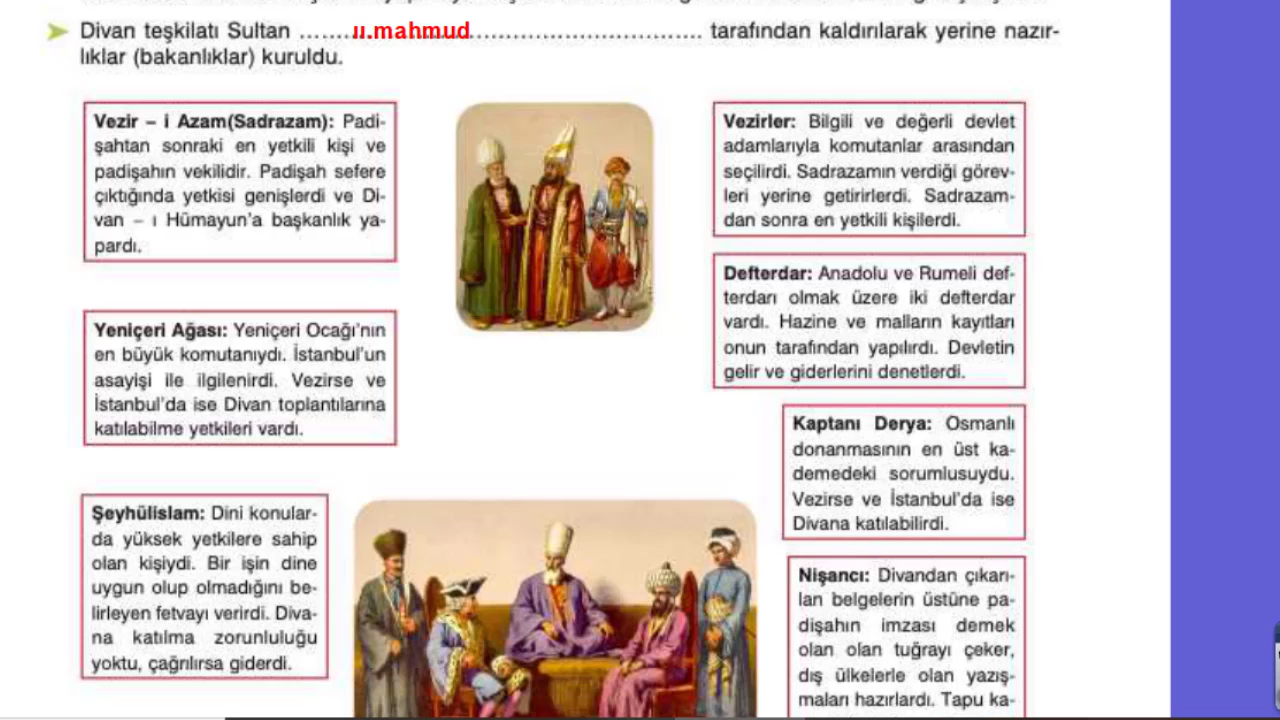 Divan teşkilatı Sultan ........ıı.mahmud........................................ tarafından kaldırılarak yerine nazır-
lıklar (bakanlıklar) kuruldu.
Vezir – i Azam(Sadrazam): Padi-
şahtan sonraki en yetkili kişi ve
padişahın vekilidir. Padişah sefere
çıktığında yetkisi genişlerdi ve Di-
van – ı Hümayun'a başkanlık ya-
pardı.
Yeniçeri Ağası: Yeniçeri Ocağı'nın
en büyük komutanıydı. İstanbul'un
asayişi ile ilgilenirdi. Vezirse ve
İstanbul'da ise Divan toplantılarına
katılabilme yetkileri vardı.
Şeyhülislam: Dini konular-
da yüksek yetkilere sahip
olan kişiydi. Bir işin dine
uygun olup olmadığını be-
lirleyen fetvayı verirdi. Diva-
na katılma zorunluluğu
yoktu, çağrılırsa giderdi.
Vezirler: Bilgili ve değerli devlet
adamlarıyla komutanlar arasından
seçilirdi. Sadrazamın verdiği görev-
leri yerine getirirlerdi. Sadrazam-
dan sonra en yetkili kişilerdi.
Defterdar: Anadolu ve Rumeli def-
terdarı olmak üzere iki defterdar
vardı. Hazine ve malların kayıtları
onun tarafından yapılırdı. Devletin
gelir ve giderlerini denetlerdi.
Kaptanı Derya: Osmanlı
donanmasının en üst ka-
demedeki sorumlusuydu.
Vezirse ve İstanbul'da ise
Divana katılabilirdi.
Nişancı: Divandan çıkarı-
lan belgelerin üstüne pa-
dişahın imzası demek
olan olan tuğrayı çeker,
dış ülkelerle olan yazış-
maları hazırlardı. Tapu ka-